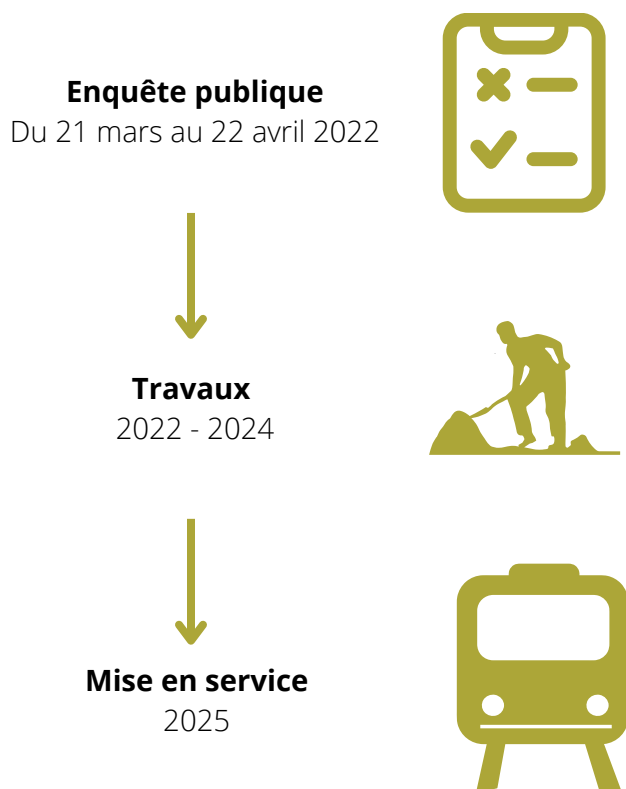 Enquête publique
Du 21 mars au 22 avril 2022
Travaux
2022 - 2024
Mise en service
2025